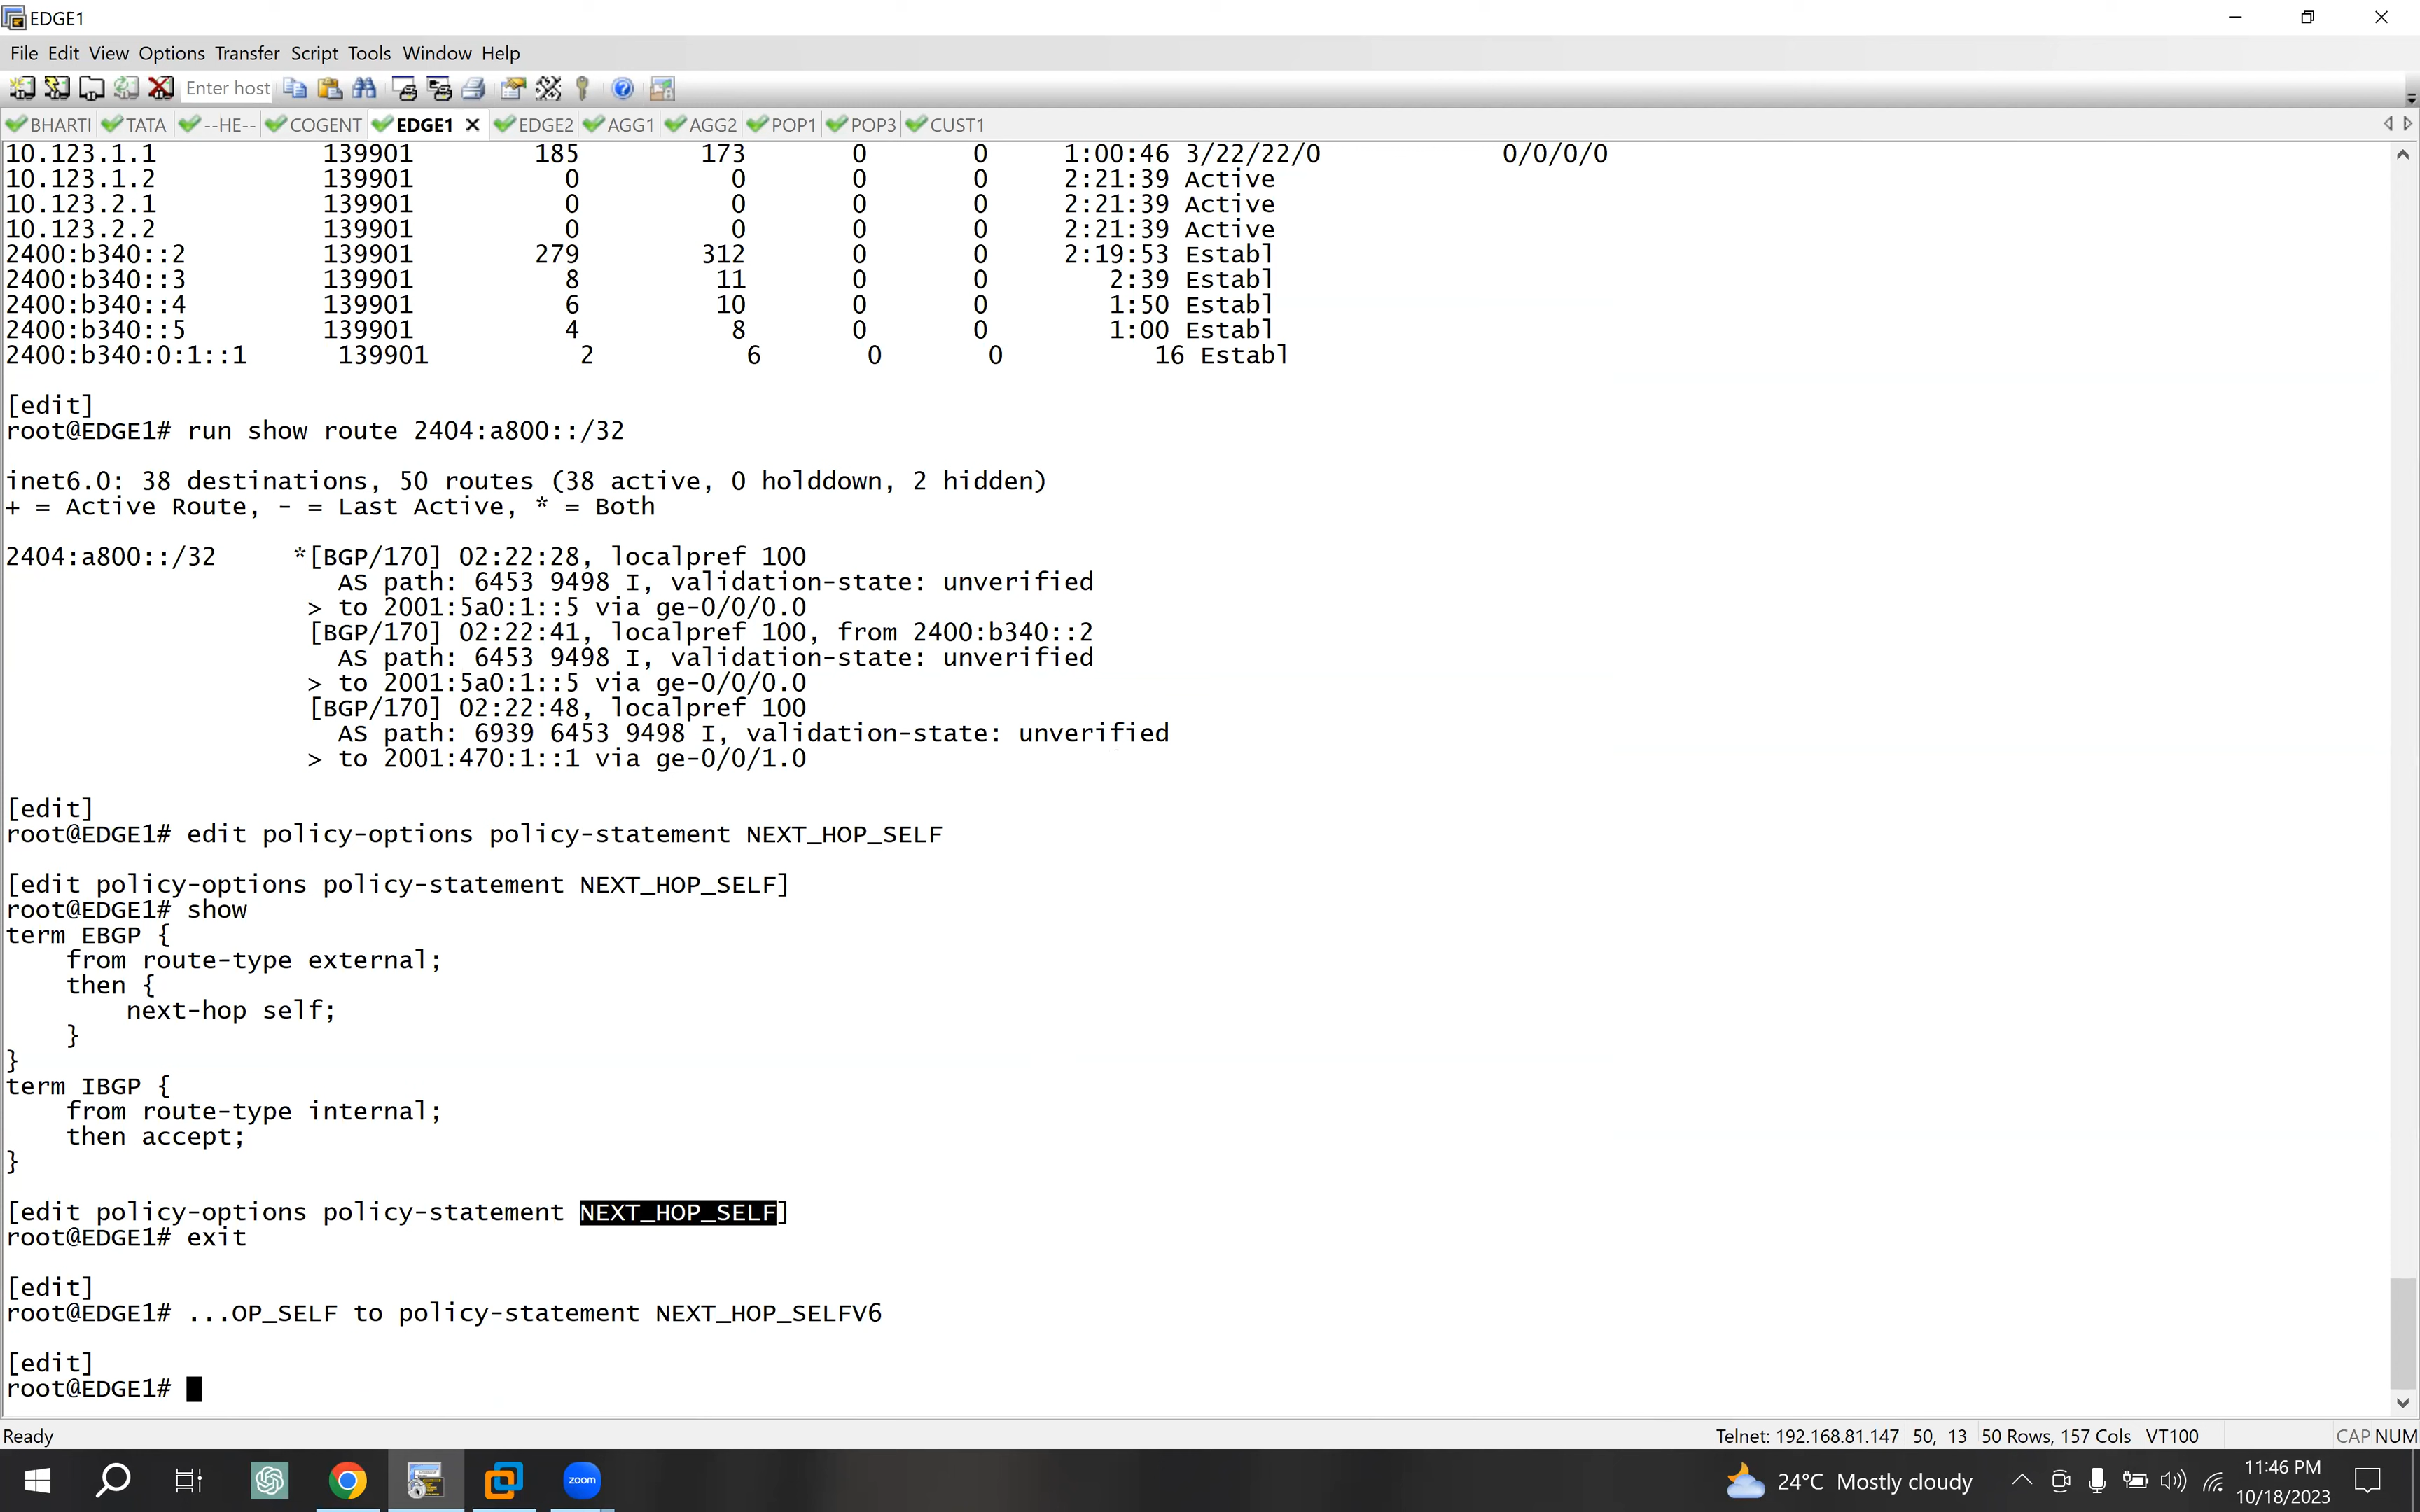 EDGE1
File Edit View Options Transfer Script Tools Window Help
Enter host
BHARTI TATA --HE-- COGENT EDGE1 EDGE2 AGG1 AGG2 POP1 POP3 CUST1
10.123.1.1 139901 185 173 0 0 1:00:46 3/22/22/0 0/0/0/0
10.123.1.2 139901 0 0 0 0 2:21:39 Active
10.123.2.1 139901 0 0 0 0 2:21:39 Active
10.123.2.2 139901 0 0 0 0 2:21:39 Active
2400:b340::2 139901 279 312 0 0 2:19:53 Establ
2400:b340::3 139901 8 11 0 0 2:39 Establ
2400:b340::4 139901 6 10 0 0 1:50 Establ
2400:b340::5 139901 4 8 0 0 1:00 Establ
2400:b340:0:1::1 139901 2 6 0 0 16 Establ
[edit]
root@EDGE1# run show route 2404:a800::/32
inet6.0: 38 destinations, 50 routes (38 active, 0 holddown, 2 hidden)
+ = Active Route, - = Last Active, * = Both
2404:a800::/32 *[BGP/170] 02:22:28, localpref 100
AS path: 6453 9498 I, validation-state: unverified
> to 2001:5a0:1::5 via ge-0/0/0.0
[BGP/170] 02:22:41, localpref 100, from 2400:b340::2
AS path: 6453 9498 I, validation-state: unverified
> to 2001:5a0:1::5 via ge-0/0/0.0
[BGP/170] 02:22:48, localpref 100
AS path: 6939 6453 9498 I, validation-state: unverified
> to 2001:470:1::1 via ge-0/0/1.0
[edit]
root@EDGE1# edit policy-options policy-statement NEXT_HOP_SELF
[edit policy-options policy-statement NEXT_HOP_SELF]
root@EDGE1# show
term EBGP {
from route-type external;
then {
next-hop self;
}
}
term IBGP {
from route-type internal;
then accept;
}
[edit policy-options policy-statement NEXT_HOP_SELF]
root@EDGE1# exit
[edit]
root@EDGE1# ...OP_SELF to policy-statement NEXT_HOP_SELFV6
[edit]
root@EDGE1#
Ready Telnet: 192.168.81.147 50, 13 50 Rows, 157 Cols VT100 CAP NUM
zoom
24°C Mostly cloudy
11:46 PM
10/18/2023